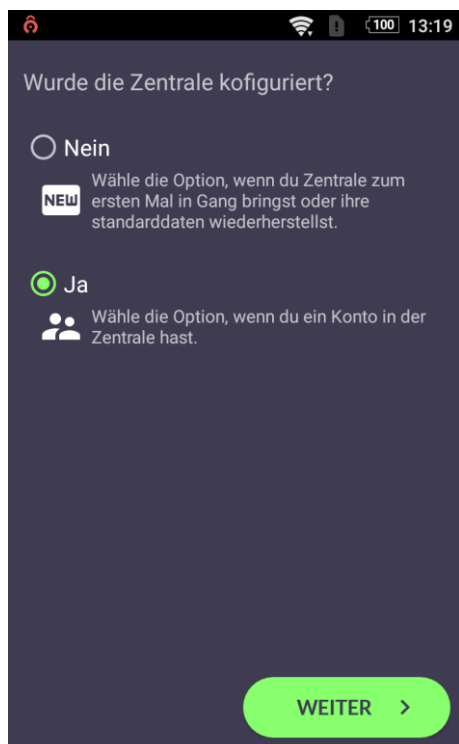 100 13:19
Wurde die Zentrale kofiguriert?
Nein
NEW
Wähle die Option, wenn du Zentrale zum
ersten Mal in Gang bringst oder ihre
standarddaten wiederherstellst.
Ja
Wähle die Option, wenn du ein Konto in der
Zentrale hast.
WEITER